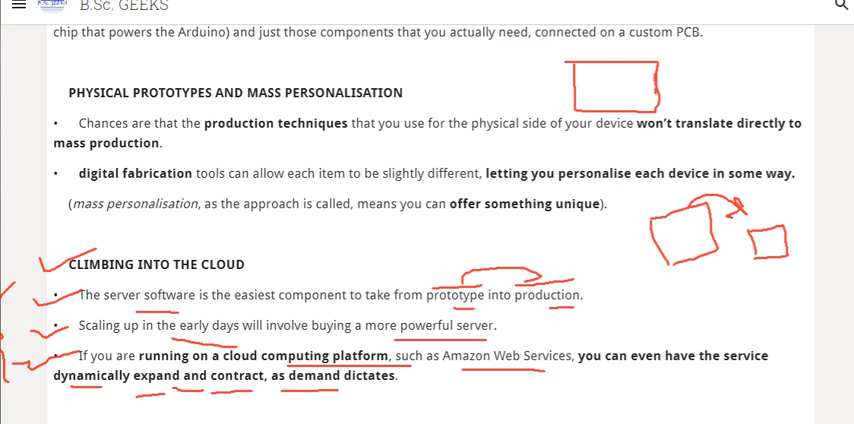 B.Sc. GEEKS
chip that powers the Arduino) and just those components that you actually need, connected on a custom PCB.
PHYSICAL PROTOTYPES AND MASS PERSONALISATION
• Chances are that the production techniques that you use for the physical side of your device won't translate directly to
mass production.
• digital fabrication tools can allow each item to be slightly different, letting you personalise each device in some way.
(mass personalisation, as the approach is called, means you can offer something unique).
CLIMBING INTO THE CLOUD
• The server software is the easiest component to take from prototype into production.
• Scaling up in the early days will involve buying a more powerful server.
• If you are running on a cloud computing platform, such as Amazon Web Services, you can even have the service
dynamically expand and contract, as demand dictates.